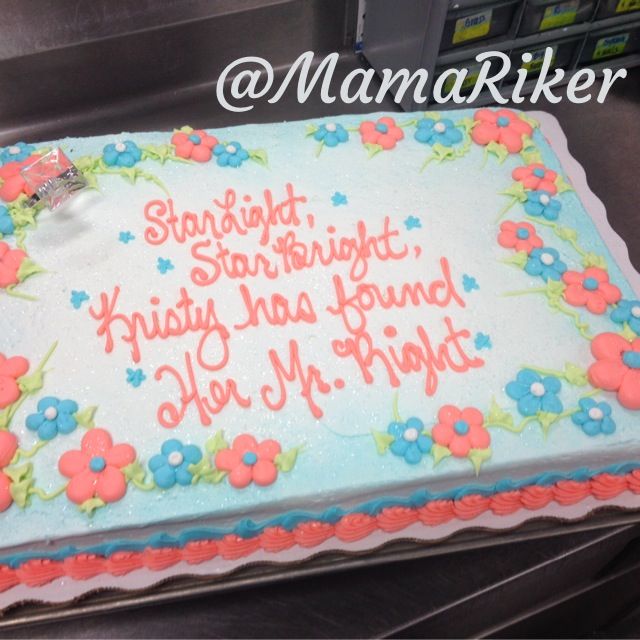 @MamaRiker
StarLight,
Star Bright,
Kristy has found
Her Mr. Right